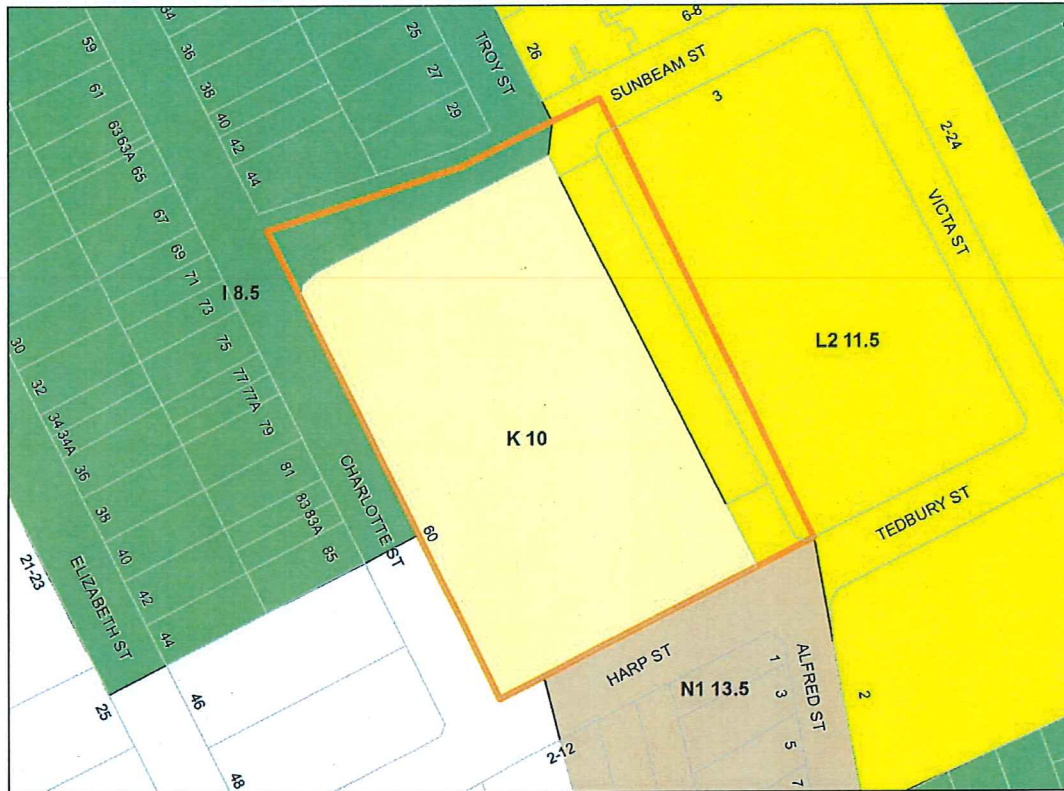 34
36
38
40
42
44
59
61
63
63A
65
67
69
71
73
75
77
77A
79
81
83
83A
85
25
27
29
TROY ST
26
6-8
SUNBEAM ST
3
2-24
VICTA ST
I 8.5
L2 11.5
K 10
30
32
34
34A
36
38
40
42
44
46
48
21-23
25
ELIZABETH ST
CHARLOTTE ST
60
TEDBURY ST
HARP ST
N1 13.5
ALFRED ST
1
3
5
7
2
2-12